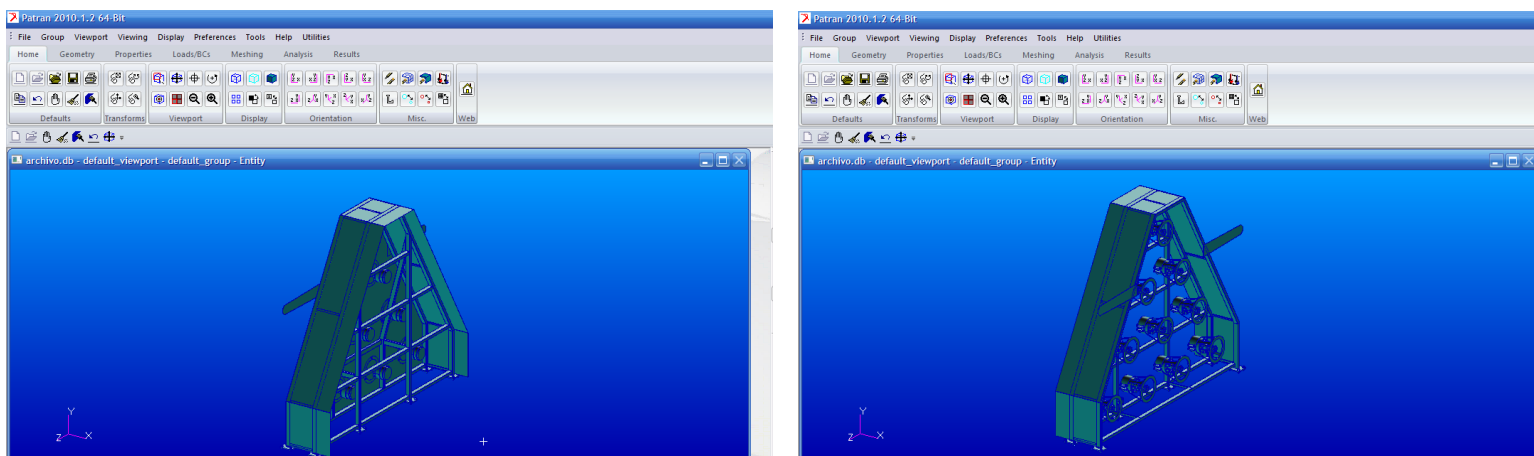 Patran 2010.1.2 64-Bit
File Group Viewport Viewing Display Preferences Tools Help Utilities
Home Geometry Properties Loads/BCs Meshing Analysis Results
Defaults Transforms Viewport Display Orientation Misc. Web
archivo.db - default_viewport - default_group - Entity
Y
Z X
Patran 2010.1.2 64-Bit
File Group Viewport Viewing Display Preferences Tools Help Utilities
Home Geometry Properties Loads/BCs Meshing Analysis Results
Defaults Transforms Viewport Display Orientation Misc. Web
archivo.db - default_viewport - default_group - Entity
Y
Z X